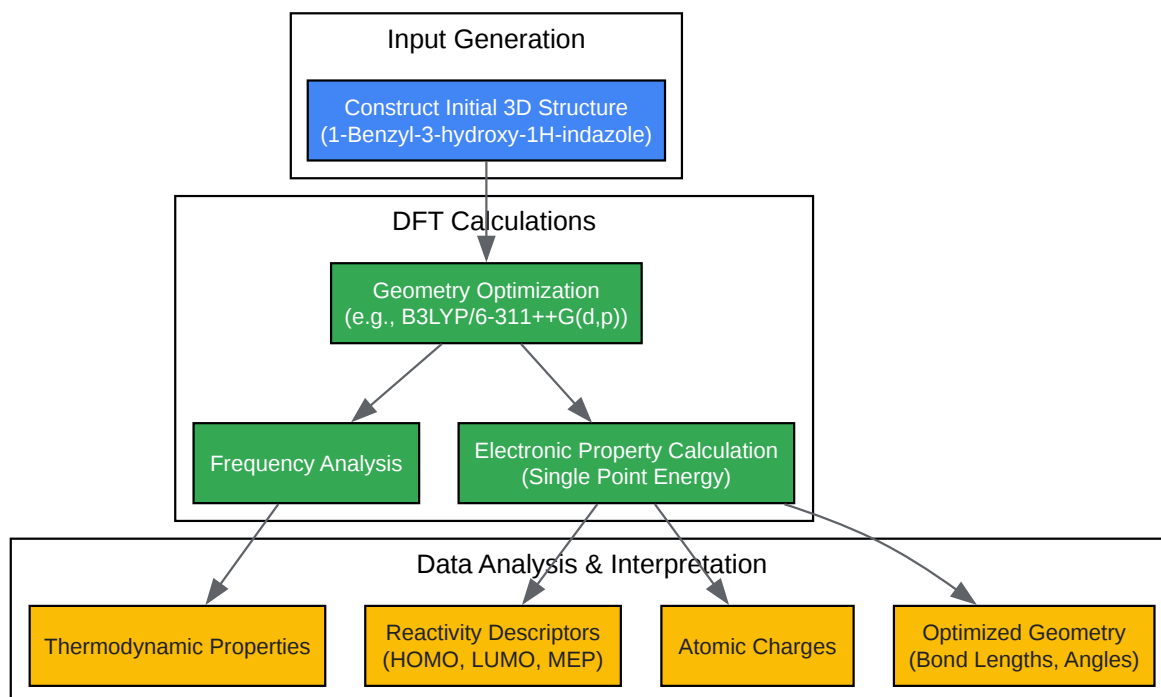 Input Generation
Construct Initial 3D Structure
(1-Benzyl-3-hydroxy-1H-indazole)
DFT Calculations
Geometry Optimization
(e.g., B3LYP/6-311++G(d,p))
Frequency Analysis
Electronic Property Calculation
(Single Point Energy)
Data Analysis & Interpretation
Thermodynamic Properties
Reactivity Descriptors
(HOMO, LUMO, MEP)
Atomic Charges
Optimized Geometry
(Bond Lengths, Angles)